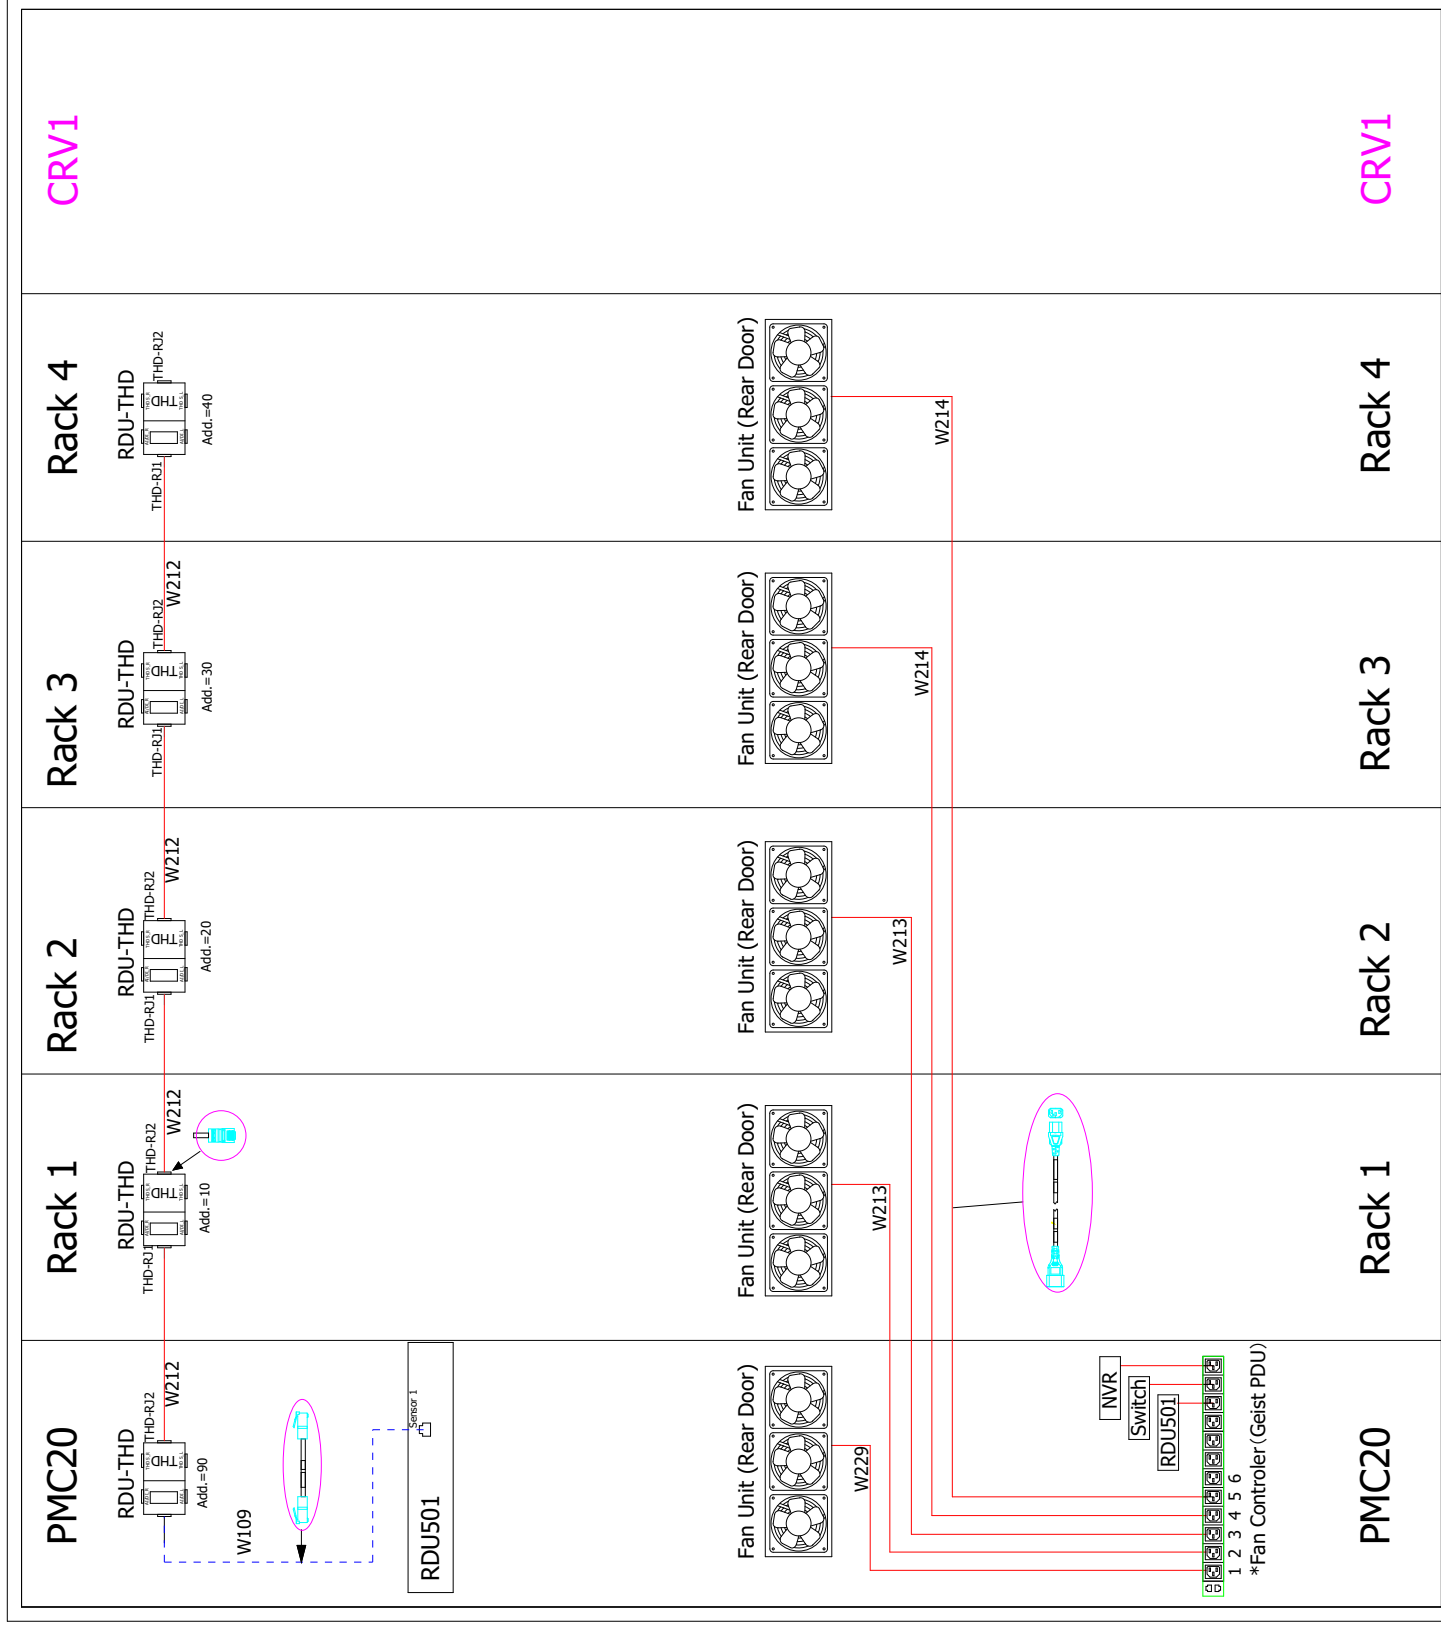 PMC20
Rack 1
Rack 2
Rack 3
Rack 4
CRV1
RDU-THD
THD-RJ2
W212
THD
Add.=90
RDU-THD
THD-RJ1
THD-RJ2
W212
THD
Add.=10
RDU-THD
THD-RJ1
THD-RJ2
W212
THD
Add.=20
RDU-THD
THD-RJ1
THD-RJ2
W212
THD
Add.=30
RDU-THD
THD-RJ1
THD-RJ2
THD
Add.=40
W109
Sensor 1
RDU501
Fan Unit (Rear Door)
Fan Unit (Rear Door)
Fan Unit (Rear Door)
Fan Unit (Rear Door)
Fan Unit (Rear Door)
W229
W213
W213
W214
W214
NVR
Switch
RDU501
1 2 3 4 5 6
*Fan Controler(Geist PDU)
PMC20
Rack 1
Rack 2
Rack 3
Rack 4
CRV1